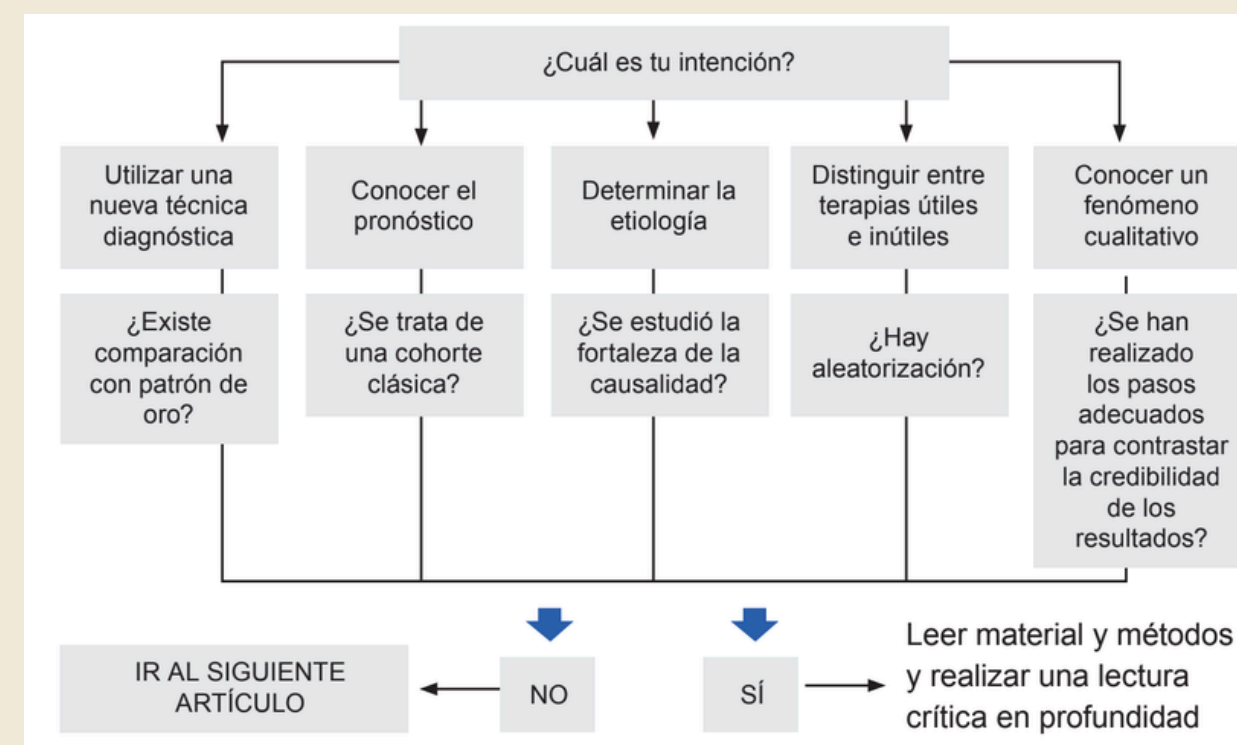 ¿Cuál es tu intención?
Utilizar una
nueva técnica
diagnóstica
Conocer el
pronóstico
Determinar la
etiología
Distinguir entre
terapias útiles
e inútiles
Conocer un
fenómeno
cualitativo
¿Existe
comparación
con patrón de
oro?
¿Se trata de
una cohorte
clásica?
¿Se estudió la
fortaleza de la
causalidad?
¿Hay
aleatorización?
¿Se han
realizado
los pasos
adecuados
para contrastar
la credibilidad
de los
resultados?
IR AL SIGUIENTE
ARTÍCULO
NO
SÍ
Leer material y métodos
y realizar una lectura
crítica en profundidad